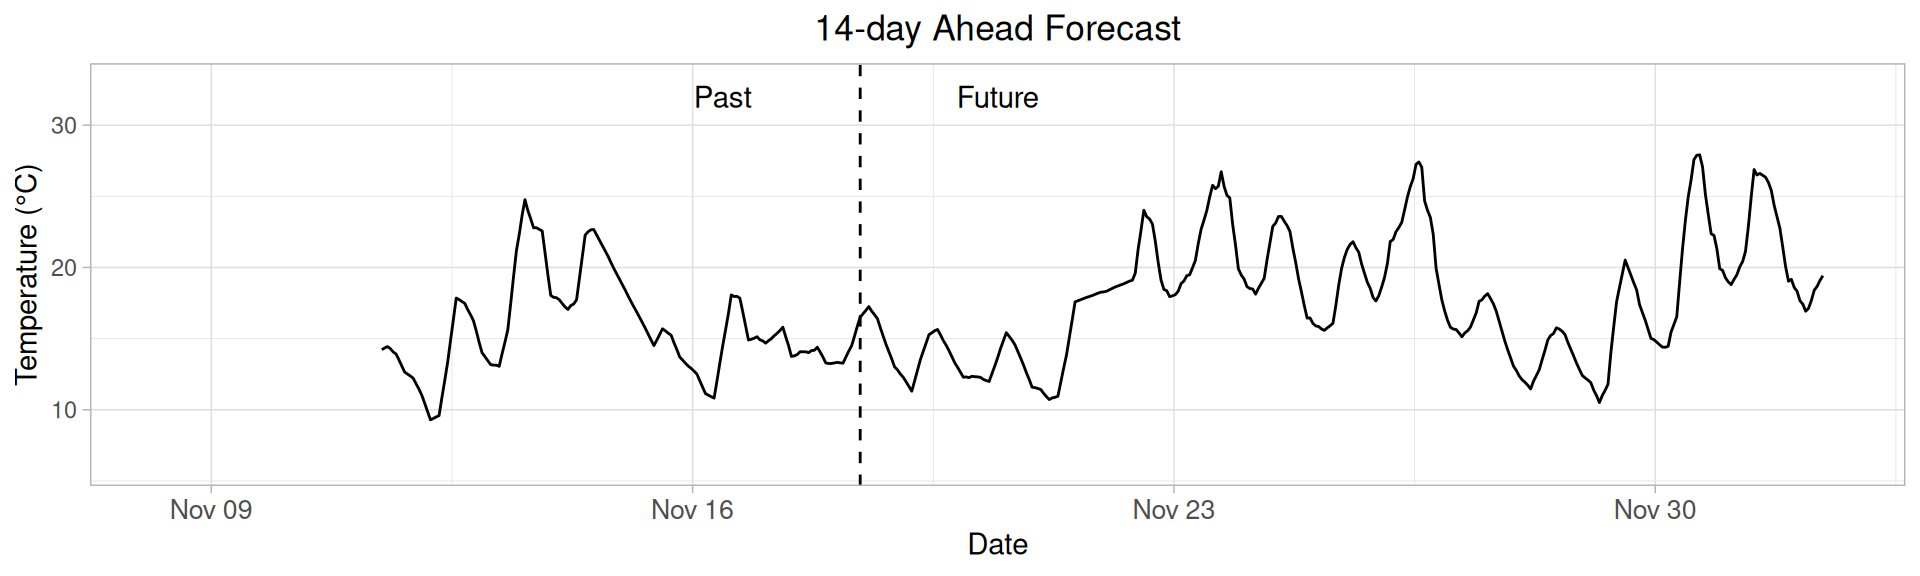 14-day Ahead Forecast
Past
Future
30
20
10
Temperature (°C)
Nov 09
Nov 16
Nov 23
Nov 30
Date